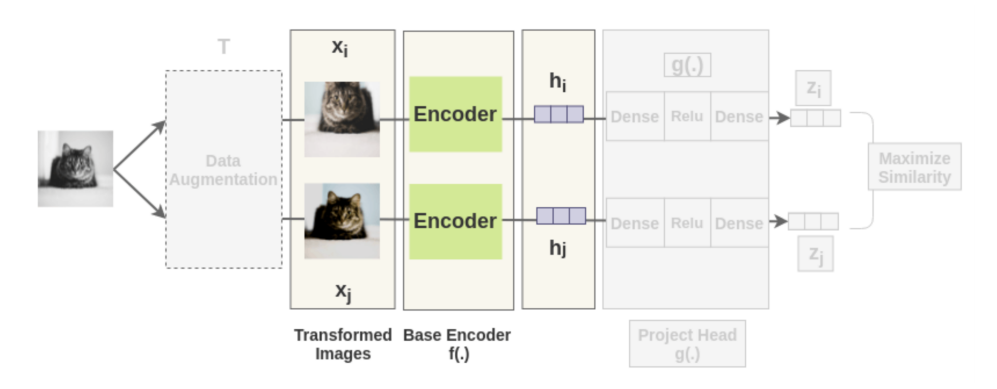 T
x_i
Data
Augmentation
x_j
Transformed
Images
Encoder
Encoder
Base Encoder
f(.)
h_i
h_j
g(.)
Dense Relu Dense
Dense Relu Dense
Project Head
g(.)
z_i
z_j
Maximize
Similarity